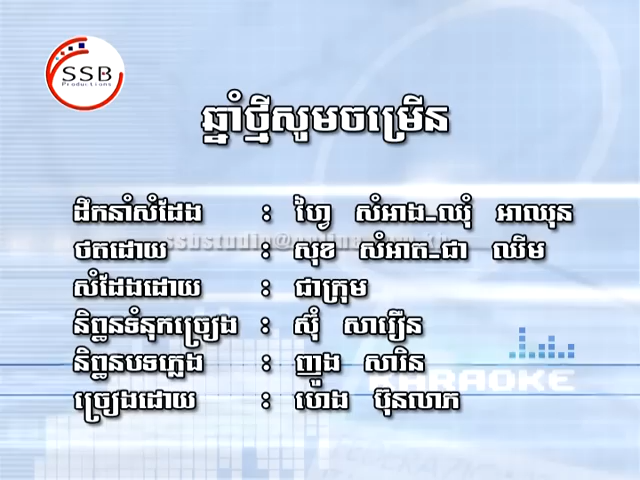 SSB
Productions
ឆ្នាំថ្មីសូមចម្រើន
ដឹកនាំសំដែង : ហ្វៃ សំអាង-ឈុំ អាឈុន
ថតដោយ : សុខ សំអាត-ជា ឈីម
សំដែងដោយ : ជាក្រុម
និព្ឋនទំនុកច្រៀង : ស៊ុំ សារឿន
និព្ឋនបទភ្លេង : ញូង សារិន
KARAOKE
ច្រៀងដោយ : ហេង ប៊ុនលាភ